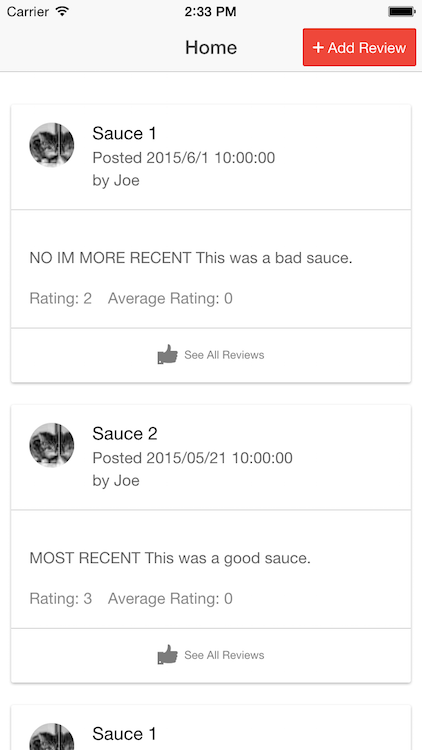 Carrier 2:33 PM
Home + Add Review
Sauce 1
Posted 2015/6/1 10:00:00
by Joe
NO IM MORE RECENT This was a bad sauce.
Rating: 2 Average Rating: 0
See All Reviews
Sauce 2
Posted 2015/05/21 10:00:00
by Joe
MOST RECENT This was a good sauce.
Rating: 3 Average Rating: 0
See All Reviews
Sauce 1